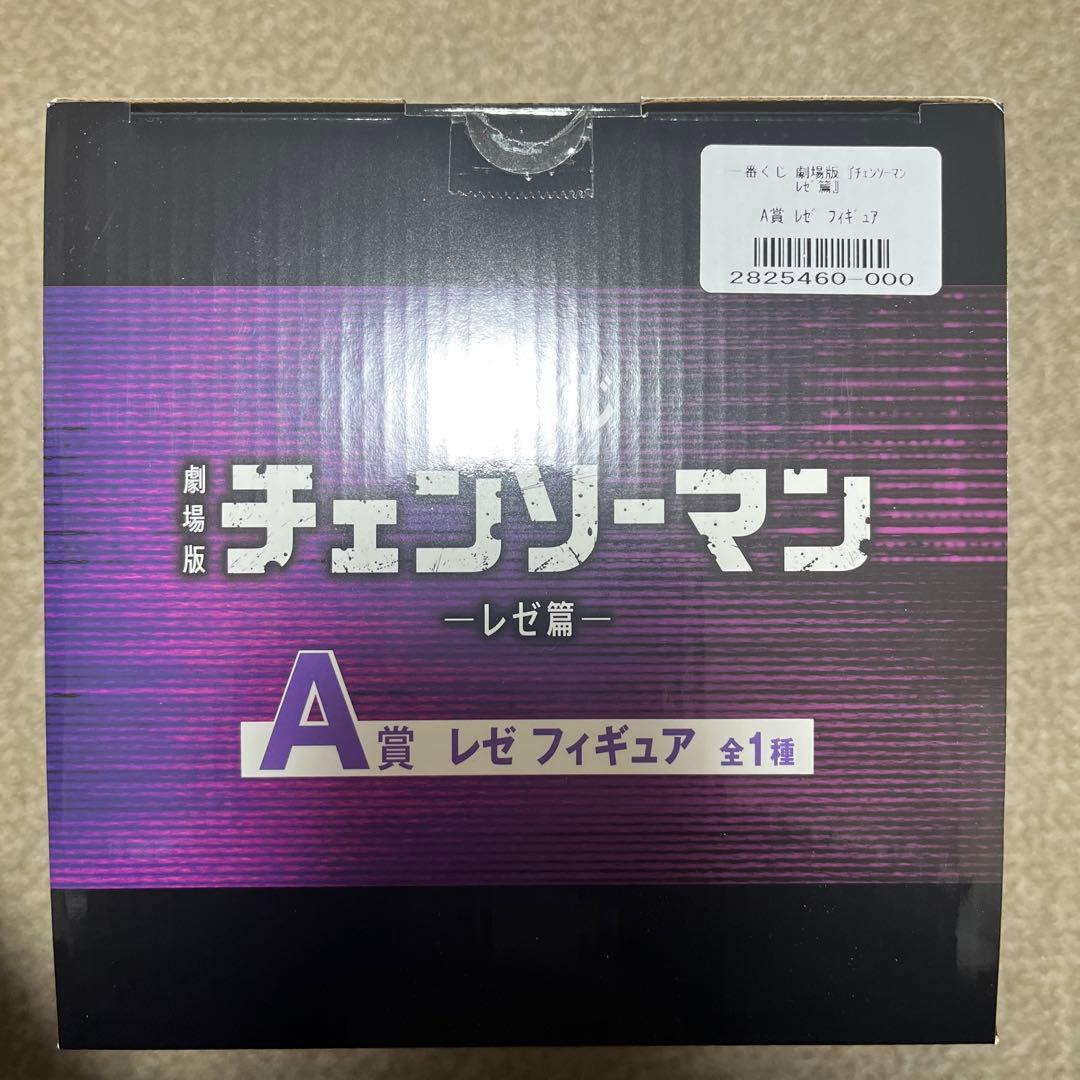 一番くじ 劇場版『ﾁｪﾝｿｰﾏﾝ
ﾚｾﾞ篇』
A賞 ﾚｾﾞ ﾌｨｷﾞｭｱ
2825460-000
じ
劇場版
チェンソーマン
—レゼ篇—
A賞 レゼ フィギュア 全1種